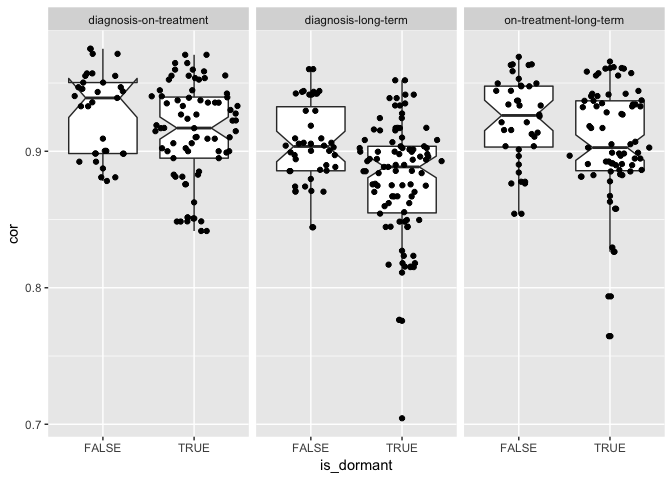 diagnosis-on-treatment
diagnosis-long-term
on-treatment-long-term
cor
0.9
0.8
0.7
FALSE TRUE FALSE TRUE FALSE TRUE
is_dormant